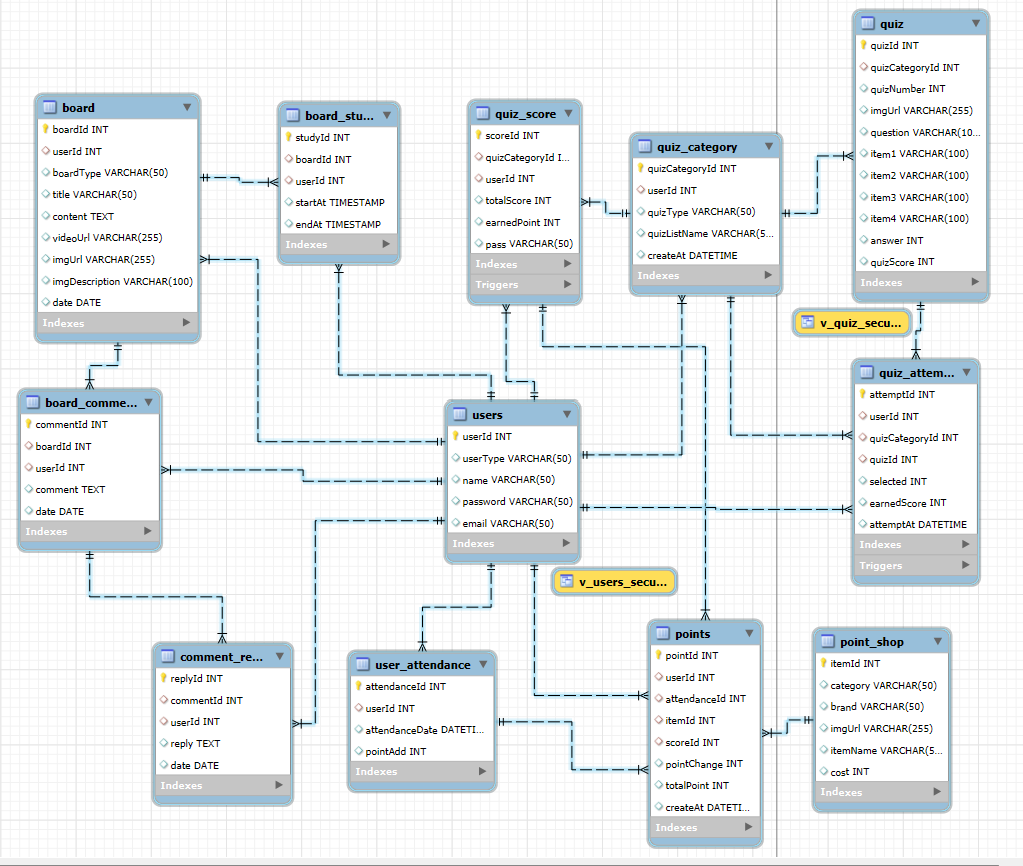 quiz
quizId INT
quizCategoryId INT
quizNumber INT
imgUrl VARCHAR(255)
question VARCHAR(10...
item1 VARCHAR(100)
item2 VARCHAR(100)
item3 VARCHAR(100)
item4 VARCHAR(100)
answer INT
quizScore INT
Indexes
board
boardId INT
userId INT
boardType VARCHAR(50)
title VARCHAR(50)
content TEXT
videoUrl VARCHAR(255)
imgUrl VARCHAR(255)
imgDescription VARCHAR(100)
date DATE
Indexes
board_stu...
studyId INT
boardId INT
userId INT
startAt TIMESTAMP
endAt TIMESTAMP
Indexes
quiz_score
scoreId INT
quizCategoryId I...
userId INT
totalScore INT
earnedPoint INT
pass VARCHAR(50)
Indexes
Triggers
quiz_category
quizCategoryId INT
userId INT
quizType VARCHAR(50)
quizListName VARCHAR(5...
createAt DATETIME
Indexes
v_quiz_secu...
quiz_attem...
attemptId INT
userId INT
quizCategoryId INT
quizId INT
selected INT
earnedScore INT
attemptAt DATETIME
Indexes
Triggers
board_comme...
commentId INT
boardId INT
userId INT
comment TEXT
date DATE
Indexes
users
userId INT
userType VARCHAR(50)
name VARCHAR(50)
password VARCHAR(50)
email VARCHAR(50)
Indexes
v_users_secu...
comment_re...
replyId INT
commentId INT
userId INT
reply TEXT
date DATE
Indexes
user_attendance
attendanceId INT
userId INT
attendanceDate DATETI...
pointAdd INT
Indexes
points
pointId INT
userId INT
attendanceId INT
itemId INT
scoreId INT
pointChange INT
totalPoint INT
createAt DATETI...
Indexes
point_shop
itemId INT
category VARCHAR(50)
brand VARCHAR(50)
imgUrl VARCHAR(255)
itemName VARCHAR(5...
cost INT
Indexes